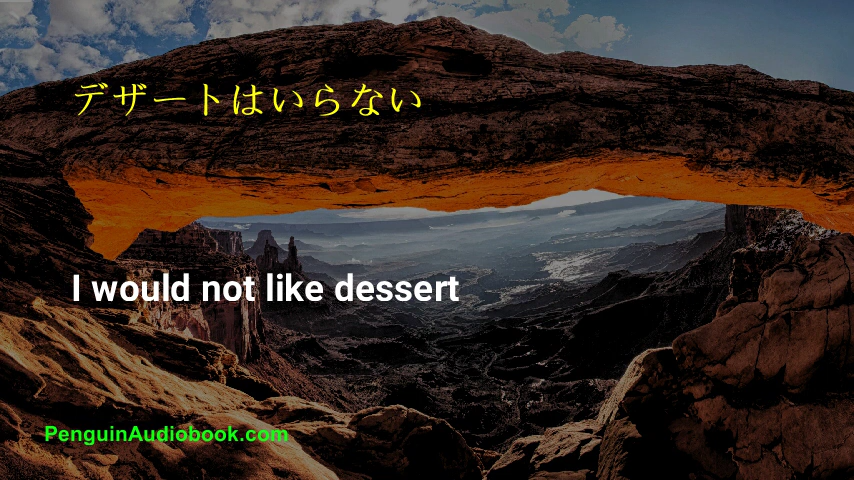 デザートはいらない
I would not like dessert
PenguinAudiobook.com